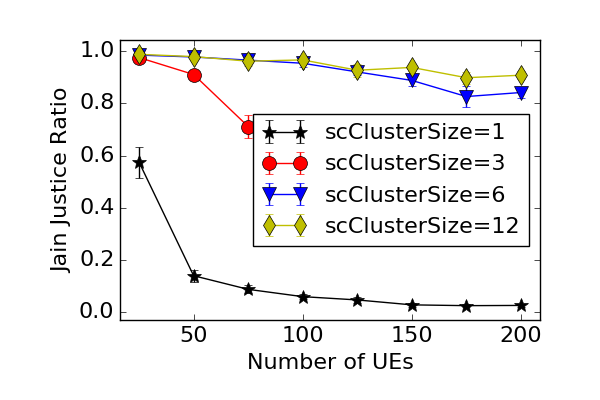 1.0
0.8
0.6
0.4
0.2
0.0
Jain Justice Ratio
scClusterSize=1
scClusterSize=3
scClusterSize=6
scClusterSize=12
50 100 150 200
Number of UEs